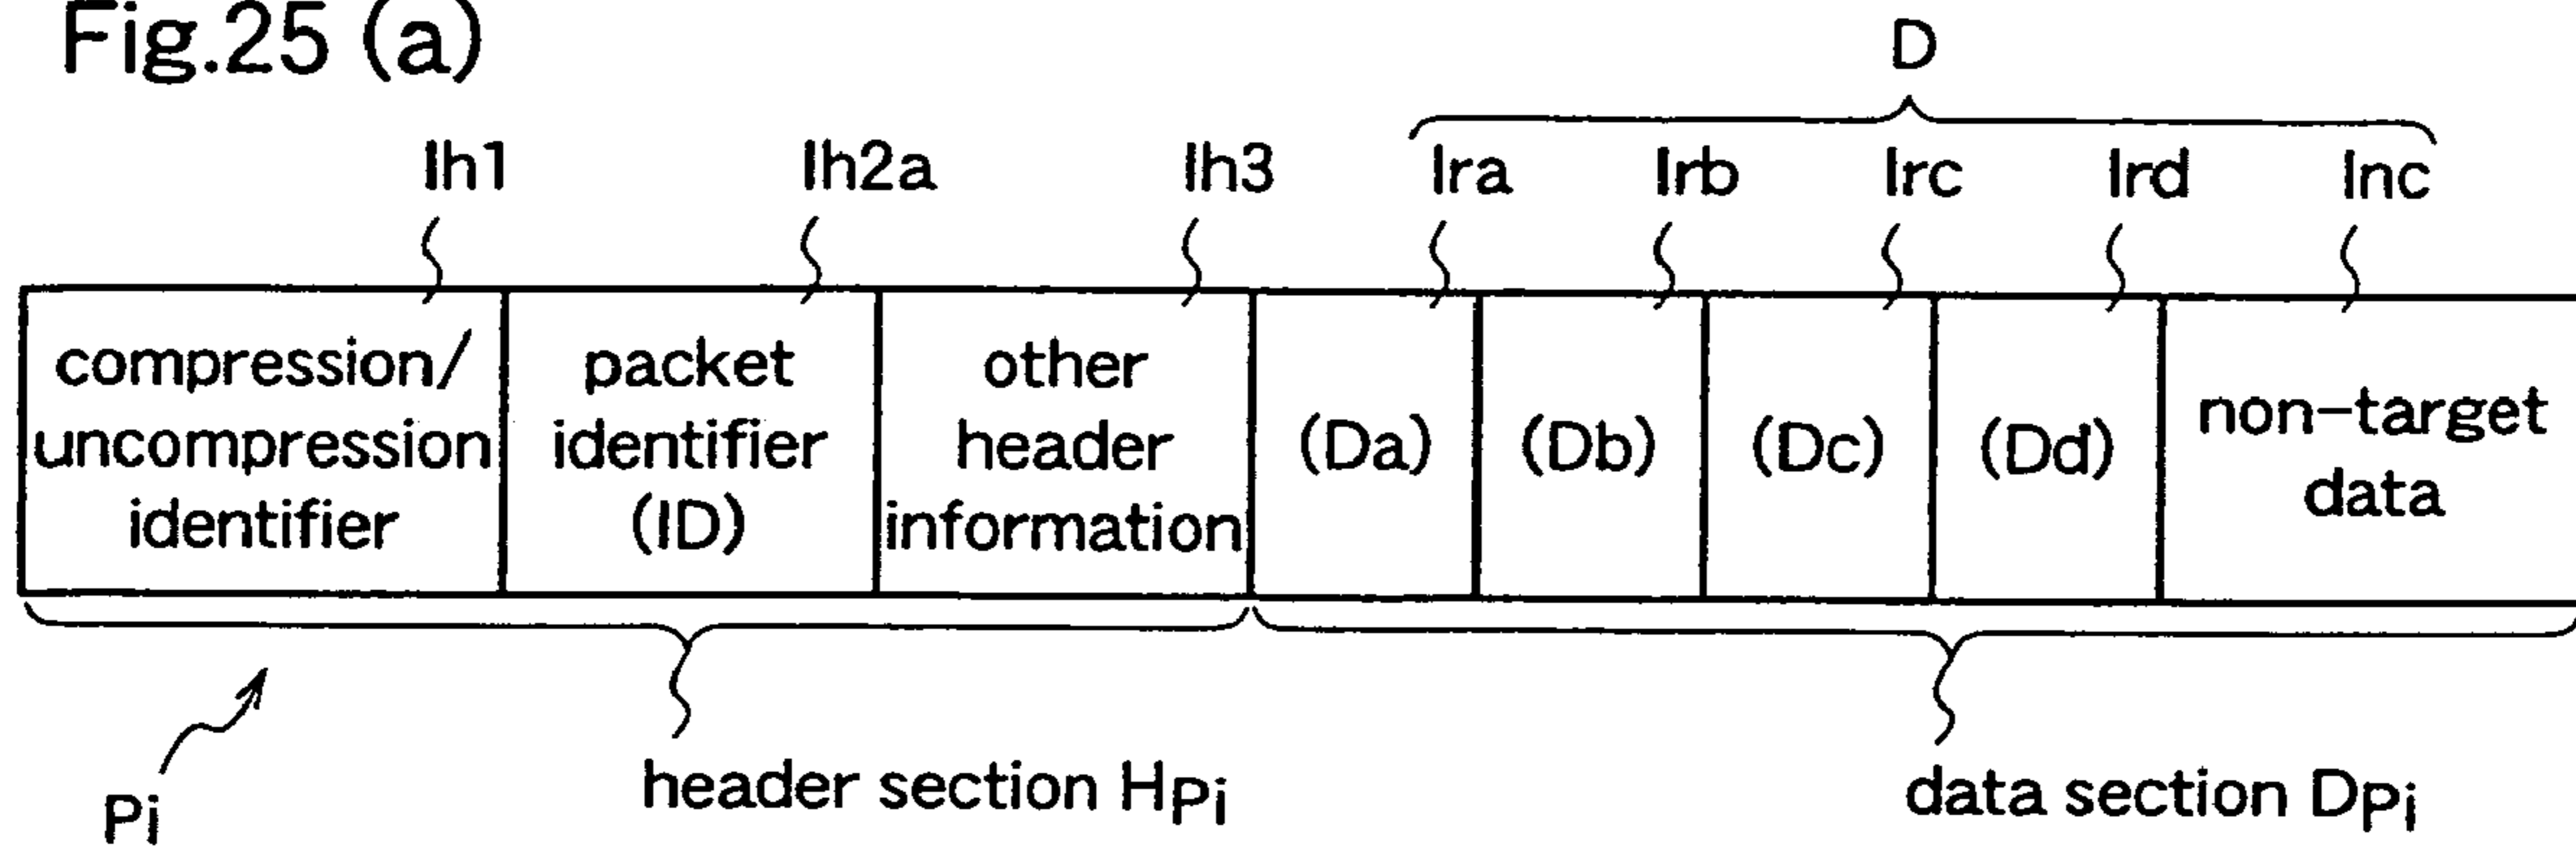 Fig.25 (a)
D
Ih1 Ih2a Ih3 Ira Irb Irc Ird Inc
compression/
uncompression
identifier
packet
identifier
(ID)
other
header
information
(Da)
(Db)
(Dc)
(Dd)
non-target
data
Pi
header section HPi
data section DPi